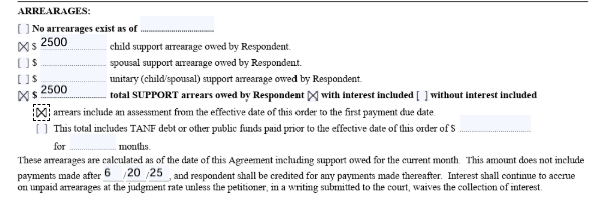 ARREARAGES:
[ ] No arrearages exist as of
[X] $ 2500 child support arrearage owed by Respondent.
[ ] $ spousal support arrearage owed by Respondent.
[ ] $ unitary (child/spousal) support arrearage owed by Respondent.
[X] $ 2500 total SUPPORT arrears owed by Respondent [X] with interest included [ ] without interest included
[X] arrears include an assessment from the effective date of this order to the first payment due date
[ ] This total includes TANF debt or other public funds paid prior to the effective date of this order of $
for months.
These arrearages are calculated as of the date of this Agreement including support owed for the current month. This amount does not include
payments made after 6 /20 /25 , and respondent shall be credited for any payments made thereafter. Interest shall continue to accrue
on unpaid arrearages at the judgment rate unless the petitioner, in a writing submitted to the court, waives the collection of interest.